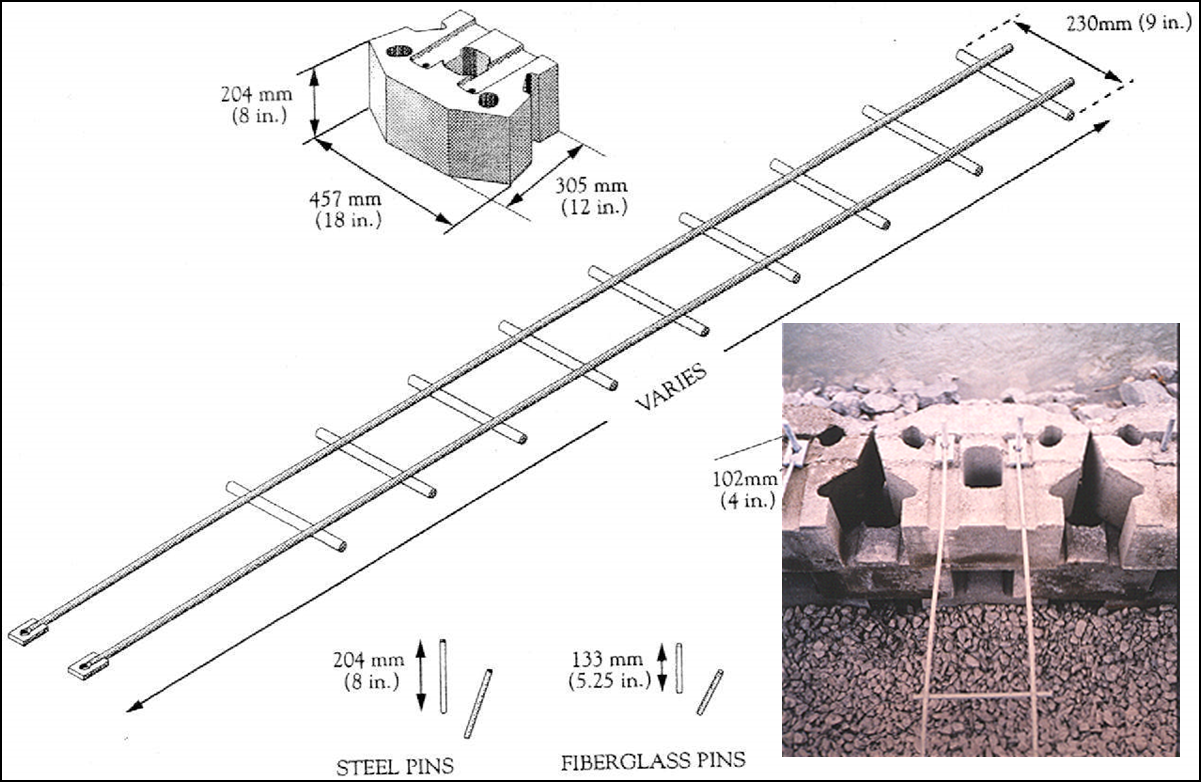 230mm (9 in.)
204 mm
(8 in.)
457 mm
(18 in.)
305 mm
(12 in.)
VARIES
102mm
(4 in.)
204 mm
(8 in.)
133 mm
(5.25 in.)
STEEL PINS
FIBERGLASS PINS